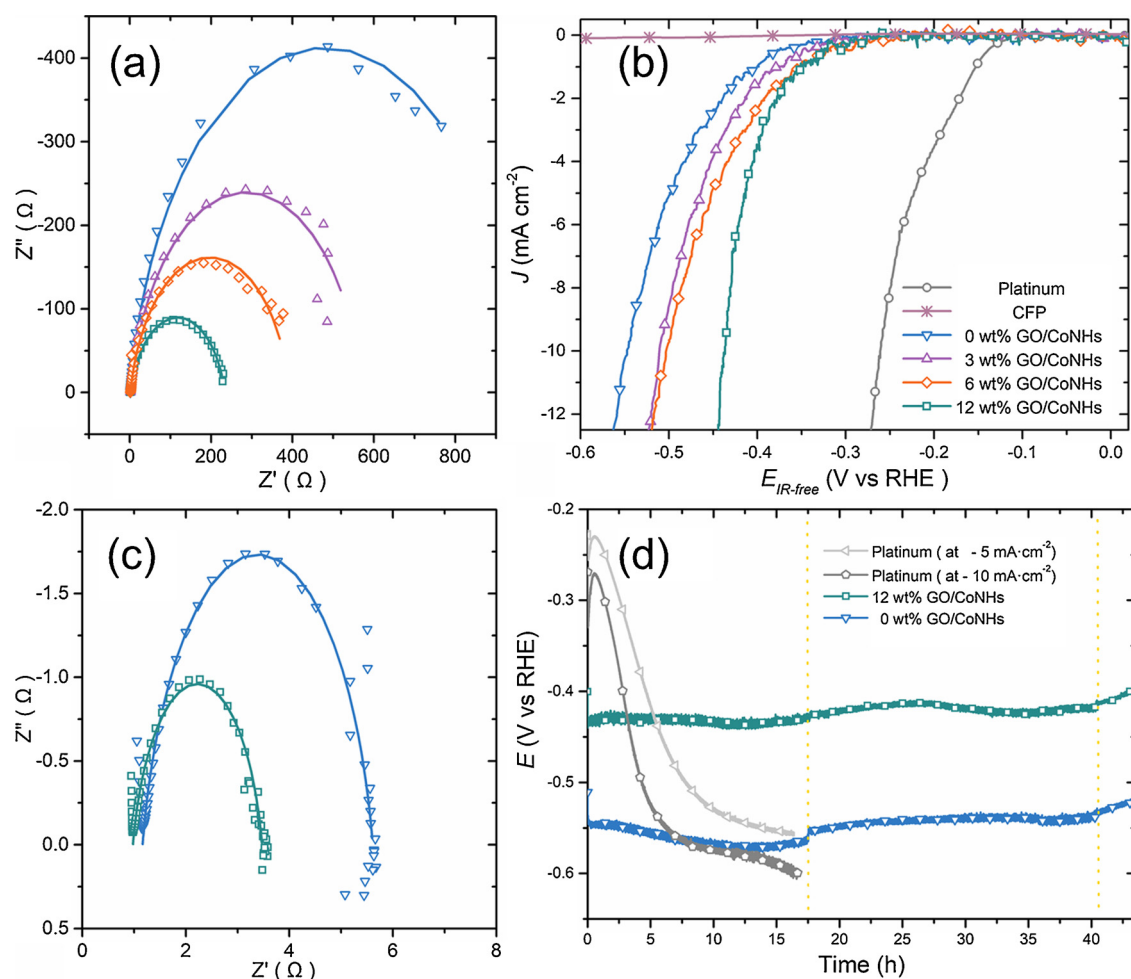 (a)
-400
-300
-200
-100
0
Z'' ( Ω )
0 200 400 600 800
Z' ( Ω )
(b)
0
-2
-4
-6
-8
-10
-12
J (mA cm-2)
Platinum
CFP
0 wt% GO/CoNHs
3 wt% GO/CoNHs
6 wt% GO/CoNHs
12 wt% GO/CoNHs
-0.6 -0.5 -0.4 -0.3 -0.2 -0.1 0.0
E IR-free (V vs RHE )
(c)
-2.0
-1.5
-1.0
-0.5
0.0
0.5
Z'' ( Ω )
0 2 4 6 8
Z' ( Ω )
(d)
-0.2
-0.4
-0.5
-0.6
E (V vs RHE)
Platinum ( at - 5 mA·cm-2)
Platinum ( at - 10 mA·cm-2)
12 wt% GO/CoNHs
0 wt% GO/CoNHs
0 5 10 15 20 25 30 35 40
Time (h)